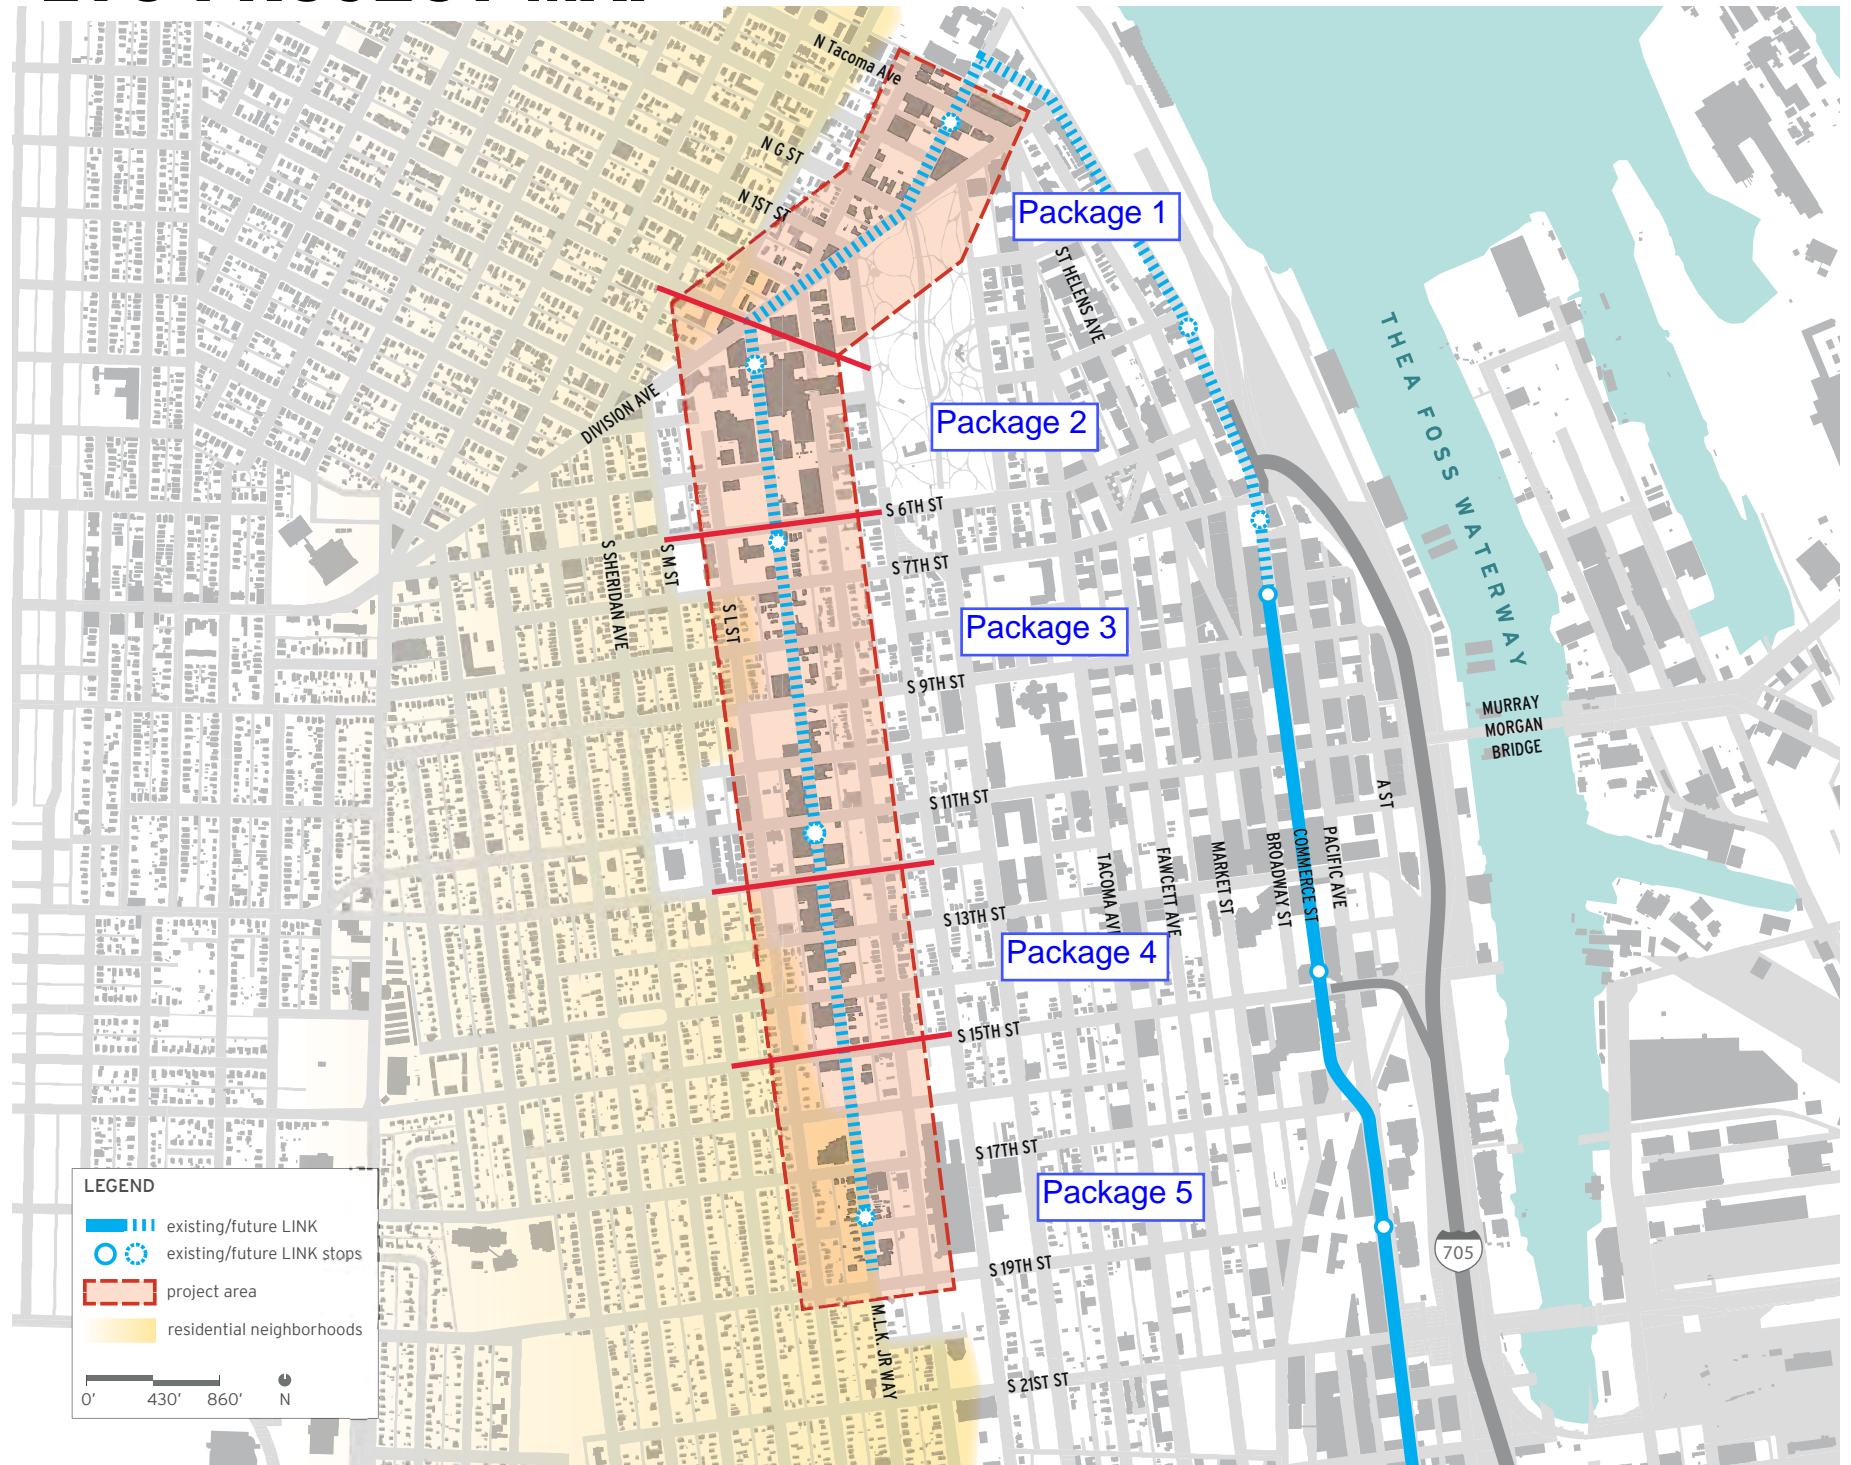 N Tacoma Ave
N G ST
N 1ST ST
Package 1
ST HELENS AVE
THEA FOSS WATERWAY
DIVISION AVE
Package 2
S 6TH ST
S 7TH ST
S SHERIDAN AVE
S M ST
S L ST
Package 3
S 9TH ST
MURRAY
MORGAN
BRIDGE
S 11TH ST
A ST
TACOMA AVE
FAWCETT AVE
MARKET ST
BROADWAY ST
COMMERCE ST
PACIFIC AVE
S 13TH ST
Package 4
S 15TH ST
S 17TH ST
Package 5
S 19TH ST
705
M.L.K. JR WAY
S 21ST ST
LEGEND
existing/future LINK
existing/future LINK stops
project area
residential neighborhoods
0' 430' 860' N